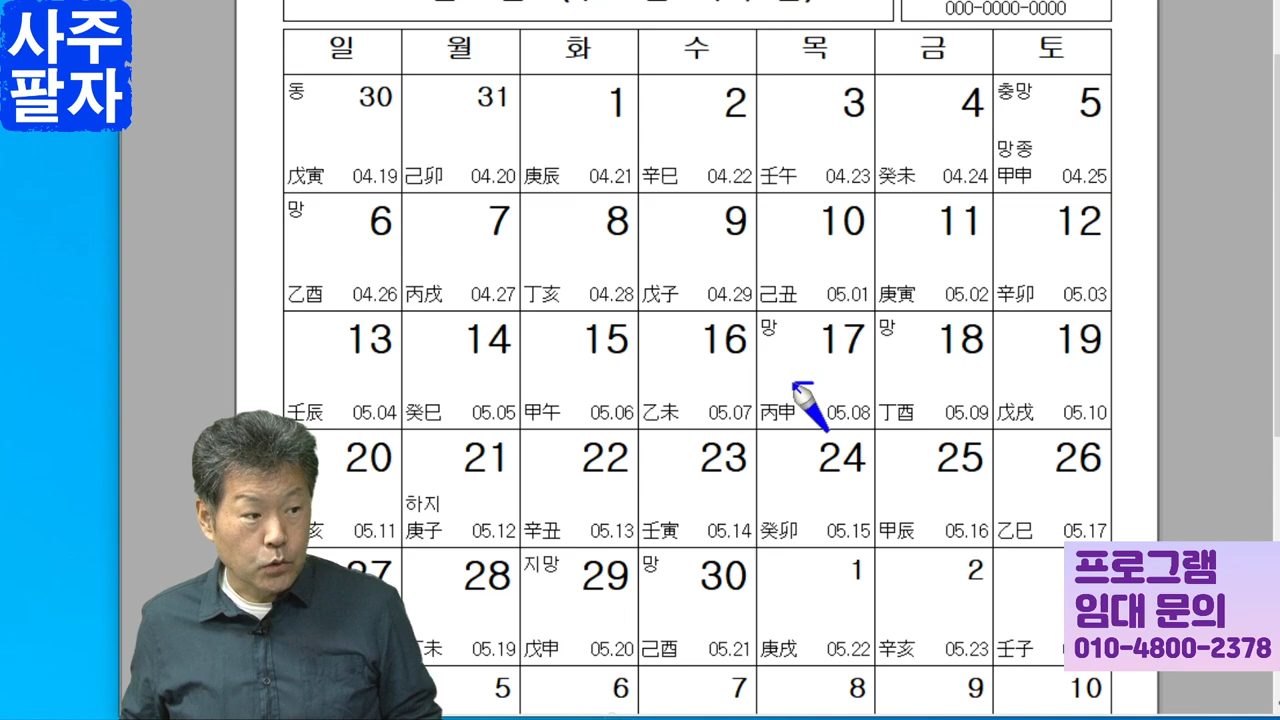 사주
팔자
000-0000-0000
일 월 화 수 목 금 토
동 30 31 1 2 3 4 충망 5
망종
戊寅 04.19 己卯 04.20 庚辰 04.21 辛巳 04.22 壬午 04.23 癸未 04.24 甲申 04.25
망 6 7 8 9 10 11 12
乙酉 04.26 丙戌 04.27 丁亥 04.28 戊子 04.29 己丑 05.01 庚寅 05.02 辛卯 05.03
13 14 15 16 망 17 망 18 19
壬辰 05.04 癸巳 05.05 甲午 05.06 乙未 05.07 丙申 05.08 丁酉 05.09 戊戌 05.10
20 21 22 23 24 25 26
하지
亥 05.11 庚子 05.12 辛丑 05.13 壬寅 05.14 癸卯 05.15 甲辰 05.16 乙巳 05.17
27 28 지망 29 망 30 1 2
未 05.19 戊申 05.20 己酉 05.21 庚戌 05.22 辛亥 05.23 壬子
5 6 7 8 9 10
프로그램
임대 문의
010-4800-2378